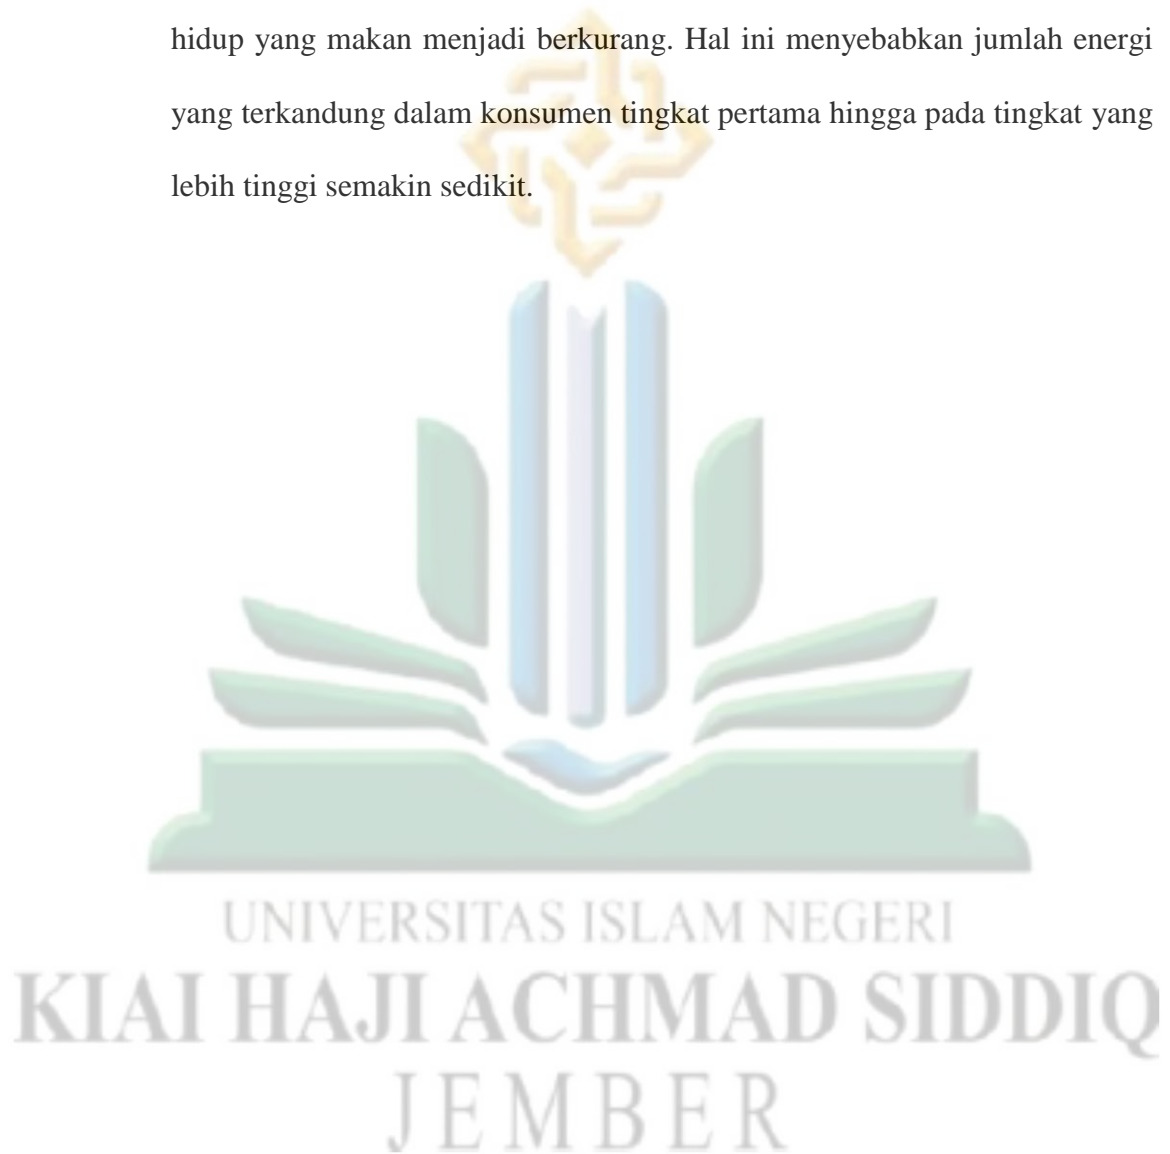 hidup yang makan menjadi berkurang. Hal ini menyebabkan jumlah energi
yang terkandung dalam konsumen tingkat pertama hingga pada tingkat yang
lebih tinggi semakin sedikit.
UNIVERSITAS ISLAM NEGERI
KIAI HAJI ACHMAD SIDDIQ
JEMBER